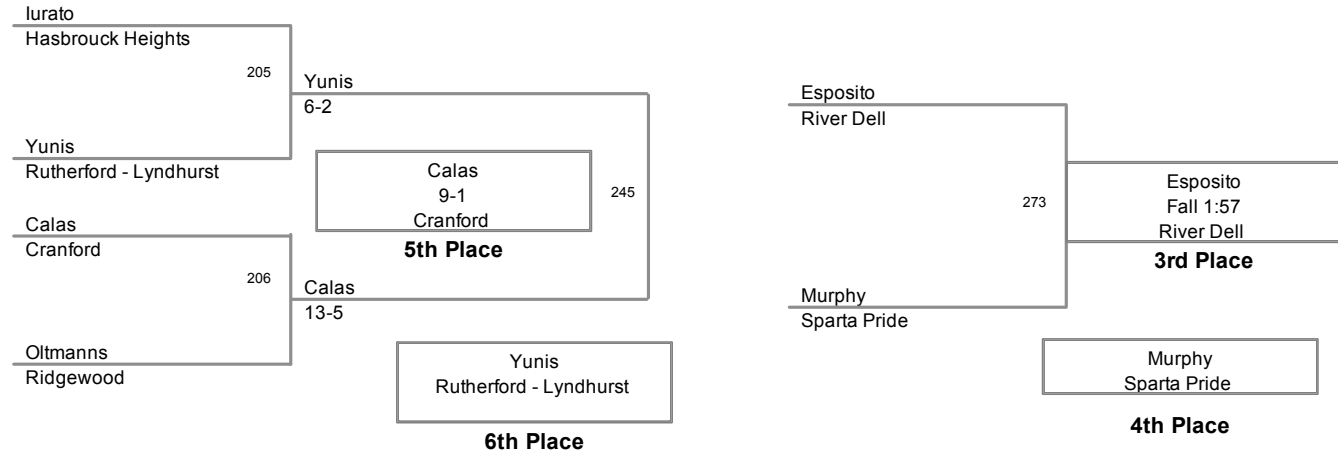 Iurato
Hasbrouck Heights
205
Yunis
6-2
Yunis
Rutherford - Lyndhurst
Calas
9-1
Cranford
5th Place
245
Calas
Cranford
206
Calas
13-5
Oltmanns
Ridgewood
Yunis
Rutherford - Lyndhurst
6th Place
Esposito
River Dell
273
Esposito
Fall 1:57
River Dell
3rd Place
Murphy
Sparta Pride
Murphy
Sparta Pride
4th Place